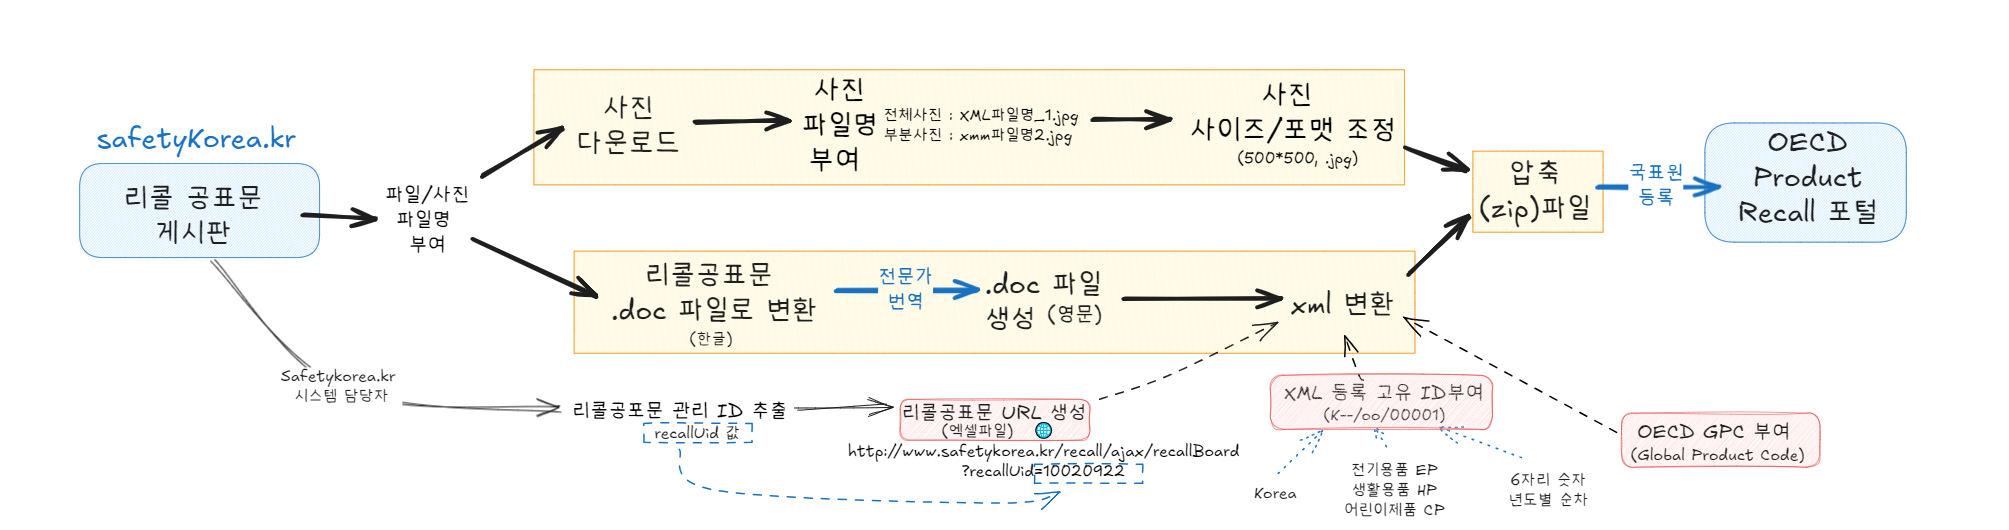 safetyKorea.kr
리콜 공표문
게시판
파일/사진
파일명
부여
사진
다운로드
사진
파일명
부여
전체사진 : XML파일명_1.jpg
부분사진 : xmm파일명2.jpg
사진
사이즈/포맷 조정
(500*500, .jpg)
리콜공표문
.doc 파일로 변환
(한글)
전문가
번역
.doc 파일
생성 (영문)
xml 변환
압축
(zip)파일
국표원
등록
OECD
Product
Recall 포털
Safetykorea.kr
시스템 담당자
리콜공포문 관리 ID 추출
recallUid 값
리콜공표문 URL 생성
(엑셀파일)
http://www.safetykorea.kr/recall/ajax/recallBoard
?recallUid=10020922
XML 등록 고유 ID부여
(K--/oo/00001)
Korea
전기용품 EP
생활용품 HP
어린이제품 CP
6자리 숫자
년도별 순차
OECD GPC 부여
(Global Product Code)